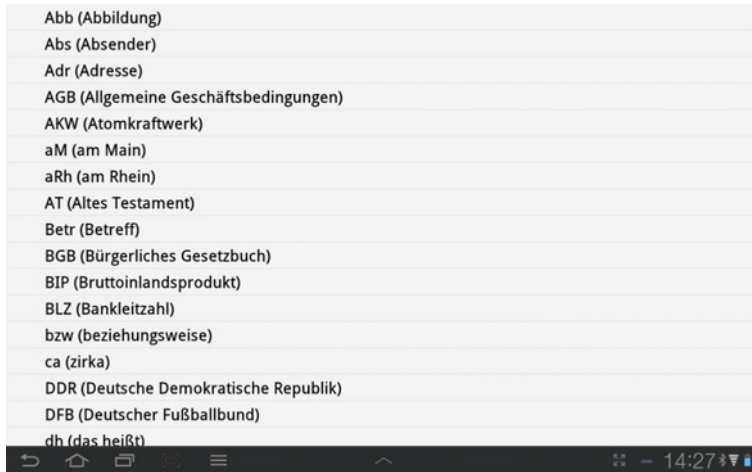 Abb (Abbildung)
Abs (Absender)
Adr (Adresse)
AGB (Allgemeine Geschäftsbedingungen)
AKW (Atomkraftwerk)
aM (am Main)
aRh (am Rhein)
AT (Altes Testament)
Betr (Betreff)
BGB (Bürgerliches Gesetzbuch)
BIP (Bruttoinlandsprodukt)
BLZ (Bankleitzahl)
bzw (beziehungsweise)
ca (zirka)
DDR (Deutsche Demokratische Republik)
DFB (Deutscher Fußballbund)
dh (das heißt)
14:27